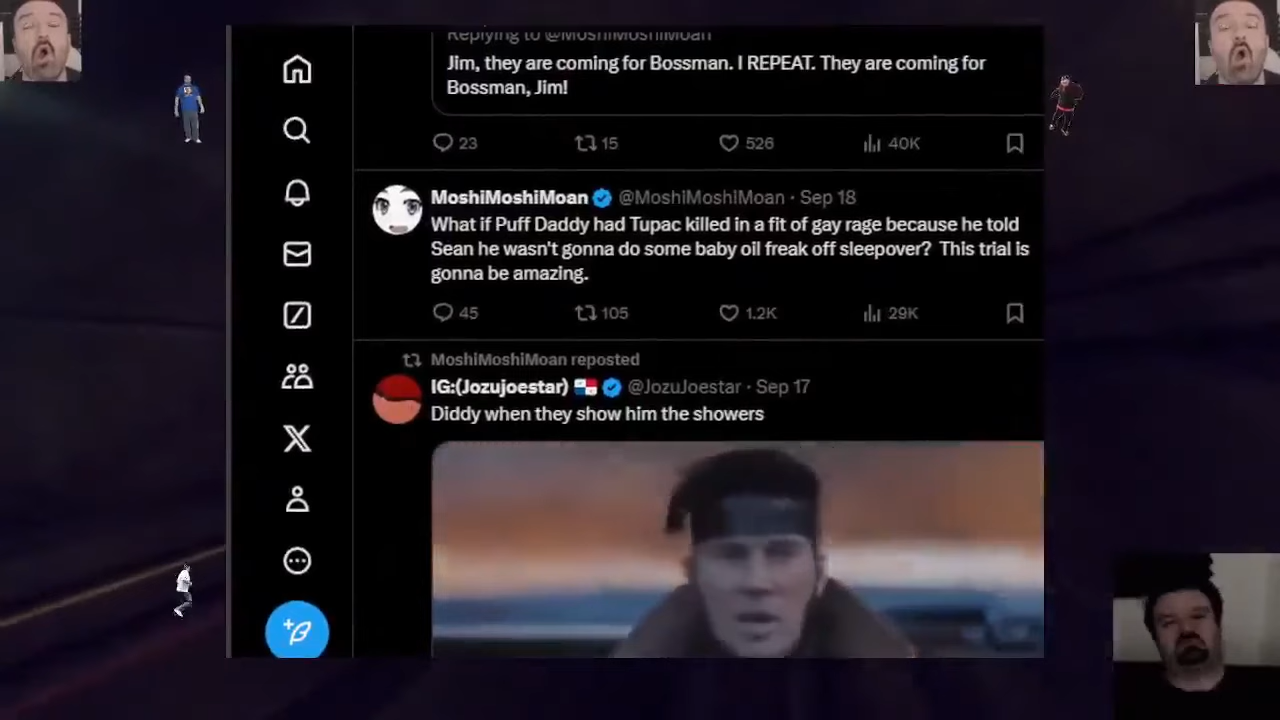 Replying to @MoshiMoshiMoan
Jim, they are coming for Bossman. I REPEAT. They are coming for
Bossman, Jim!
23 15 526 40K
MoshiMoshiMoan @MoshiMoshiMoan · Sep 18
What if Puff Daddy had Tupac killed in a fit of gay rage because he told
Sean he wasn't gonna do some baby oil freak off sleepover? This trial is
gonna be amazing.
45 105 1.2K 29K
MoshiMoshiMoan reposted
IG:(Jozujoestar) @JozuJoestar · Sep 17
Diddy when they show him the showers